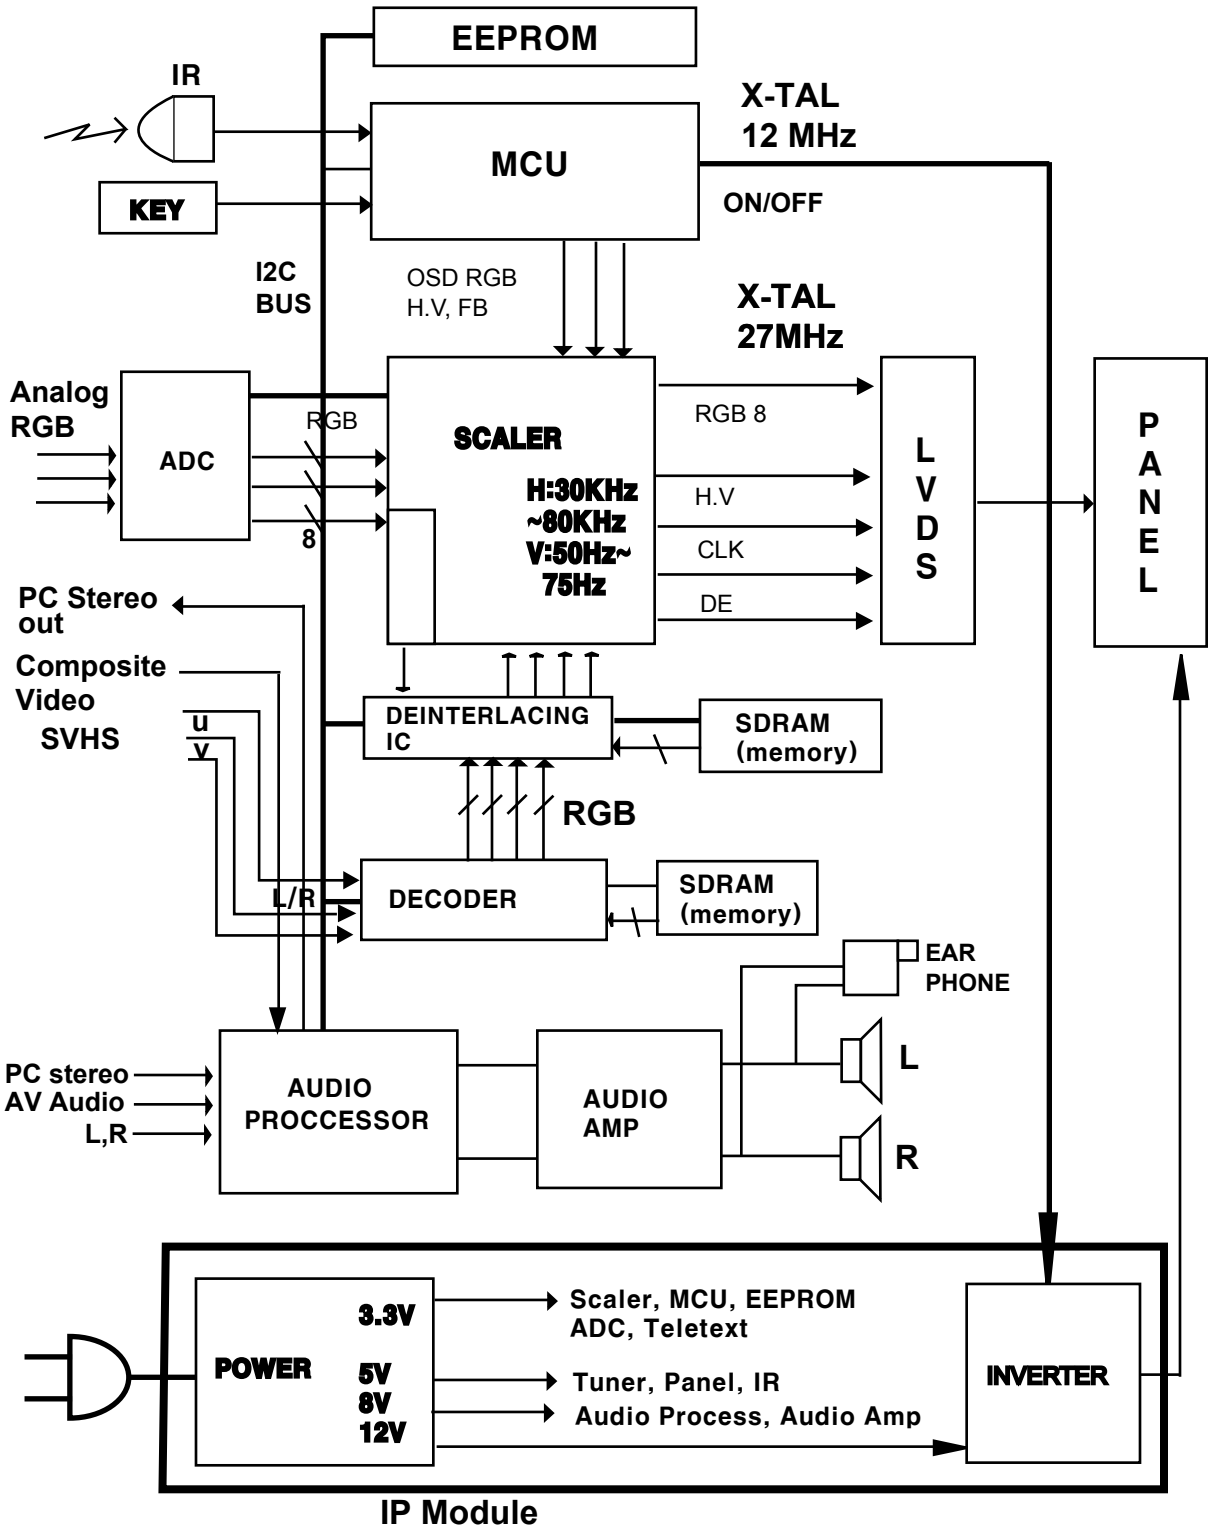 EEPROM
IR
X-TAL
12 MHz
MCU
KEY
ON/OFF
I2C
BUS
OSD RGB
H.V, FB
X-TAL
27MHz
Analog
RGB
ADC
RGB
8
SCALER
H:30KHz
~80KHz
V:50Hz~
75Hz
RGB 8
H.V
CLK
DE
L
V
D
S
P
A
N
E
L
PC Stereo
out
Composite
Video
SVHS
u
v
DEINTERLACING
IC
SDRAM
(memory)
RGB
L/R
DECODER
SDRAM
(memory)
EAR
PHONE
L
R
PC stereo
AV Audio
L,R
AUDIO
PROCCESSOR
AUDIO
AMP
POWER
3.3V
5V
8V
12V
Scaler, MCU, EEPROM
ADC, Teletext
Tuner, Panel, IR
Audio Process, Audio Amp
INVERTER
IP Module